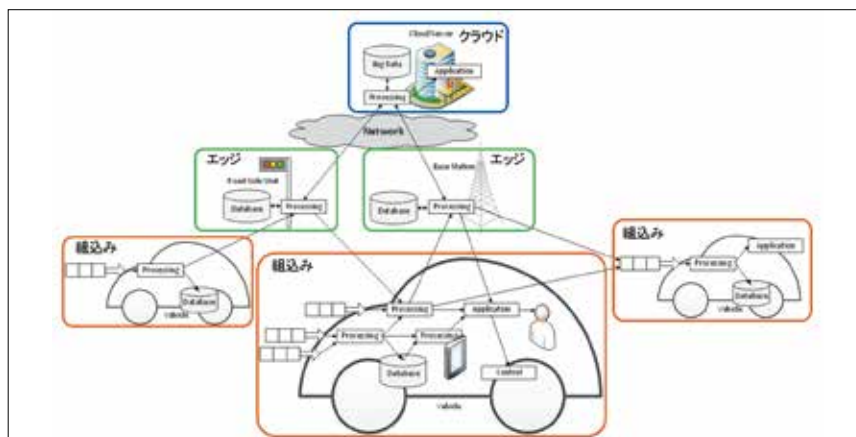 クラウド
Cloud Server
Big Data
Application
Processing
Network
エッジ
Road Side Unit
Database
Processing
エッジ
Base Station
Database
Processing
組込み
Processing
Database
Vehicle
組込み
Processing
Application
Processing
Processing
Database
Control
Vehicle
組込み
Application
Processing
Database
Vehicle